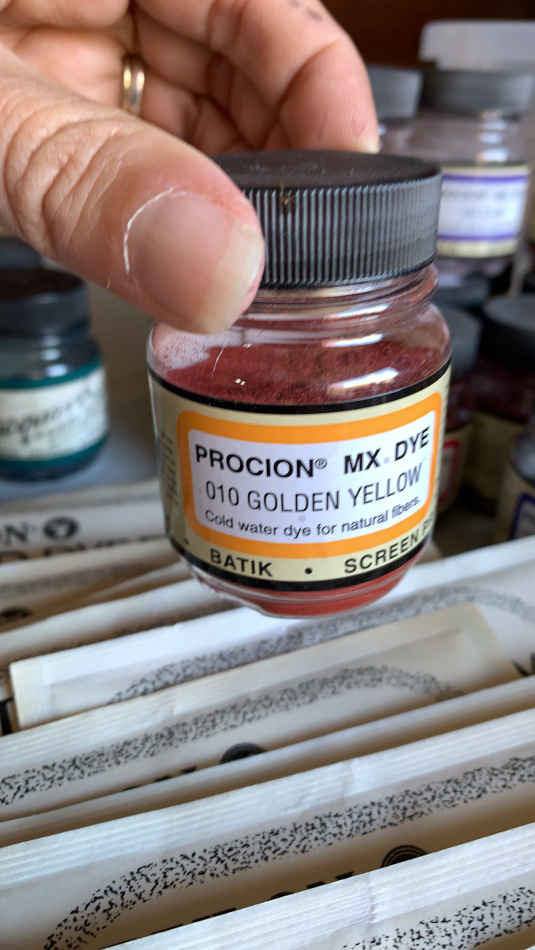 PROCION® MX DYE
010 GOLDEN YELLOW
Cold water dye for natural fibers.
BATIK • SCREEN